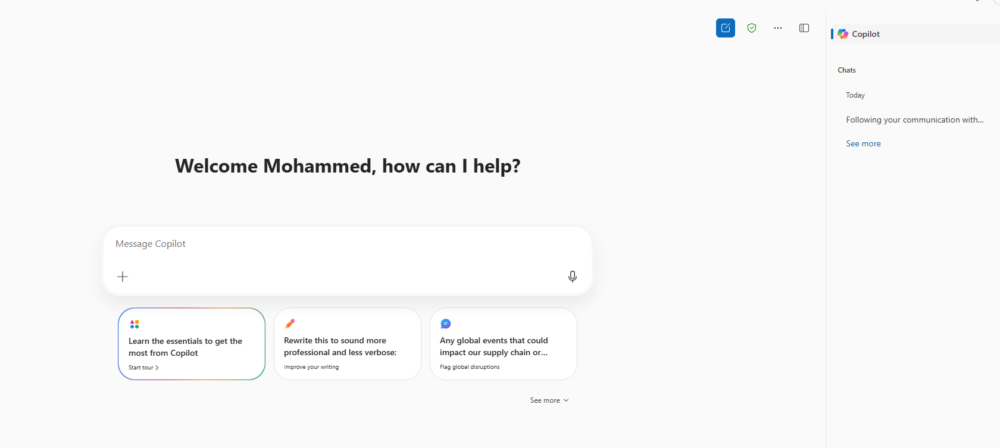 Copilot
Chats
Today
Following your communication with...
See more
Welcome Mohammed, how can I help?
Message Copilot
Learn the essentials to get the
most from Copilot
Start tour >
Rewrite this to sound more
professional and less verbose:
Improve your writing
Any global events that could
impact our supply chain or...
Flag global disruptions
See more